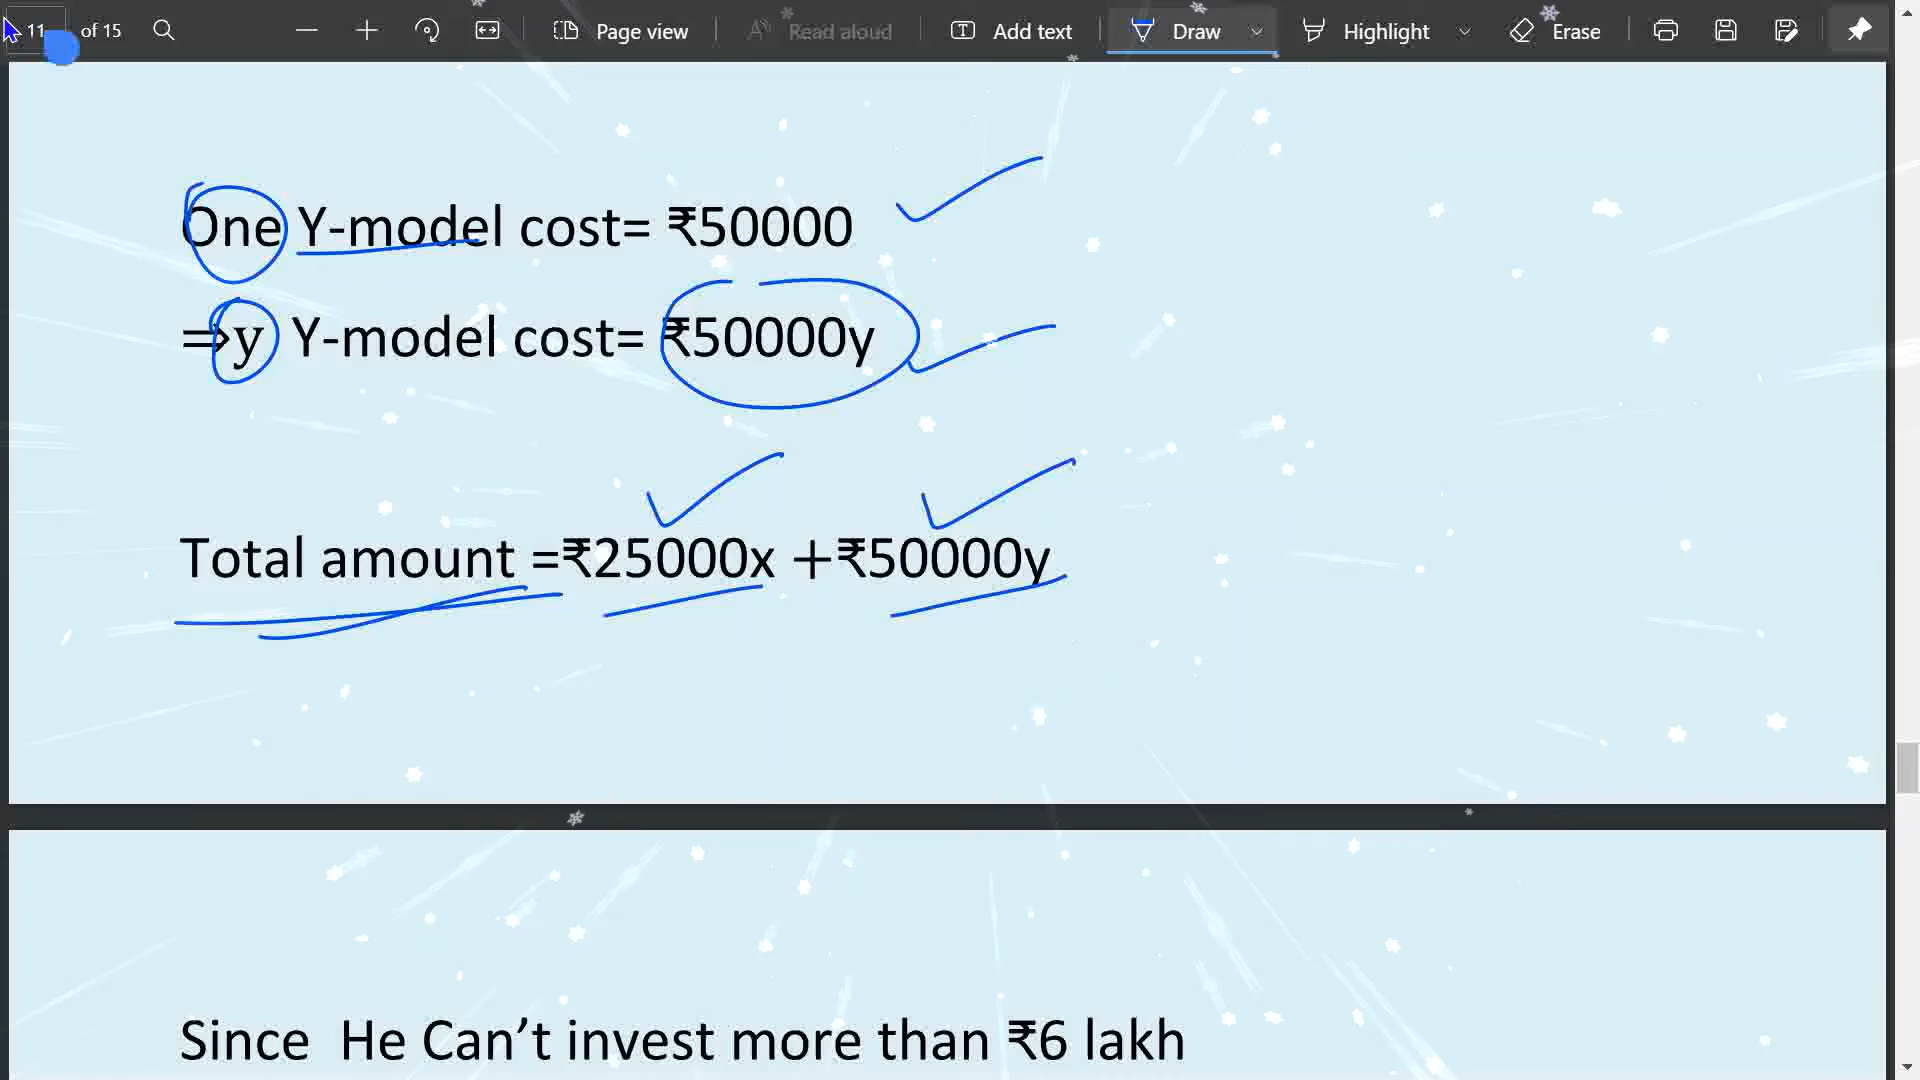 11 of 15 Page view Read aloud Add text Draw Highlight Erase
One Y-model cost= ₹50000
⇒y Y-model cost= ₹50000y
Total amount =₹25000x +₹50000y
Since He Can’t invest more than ₹6 lakh